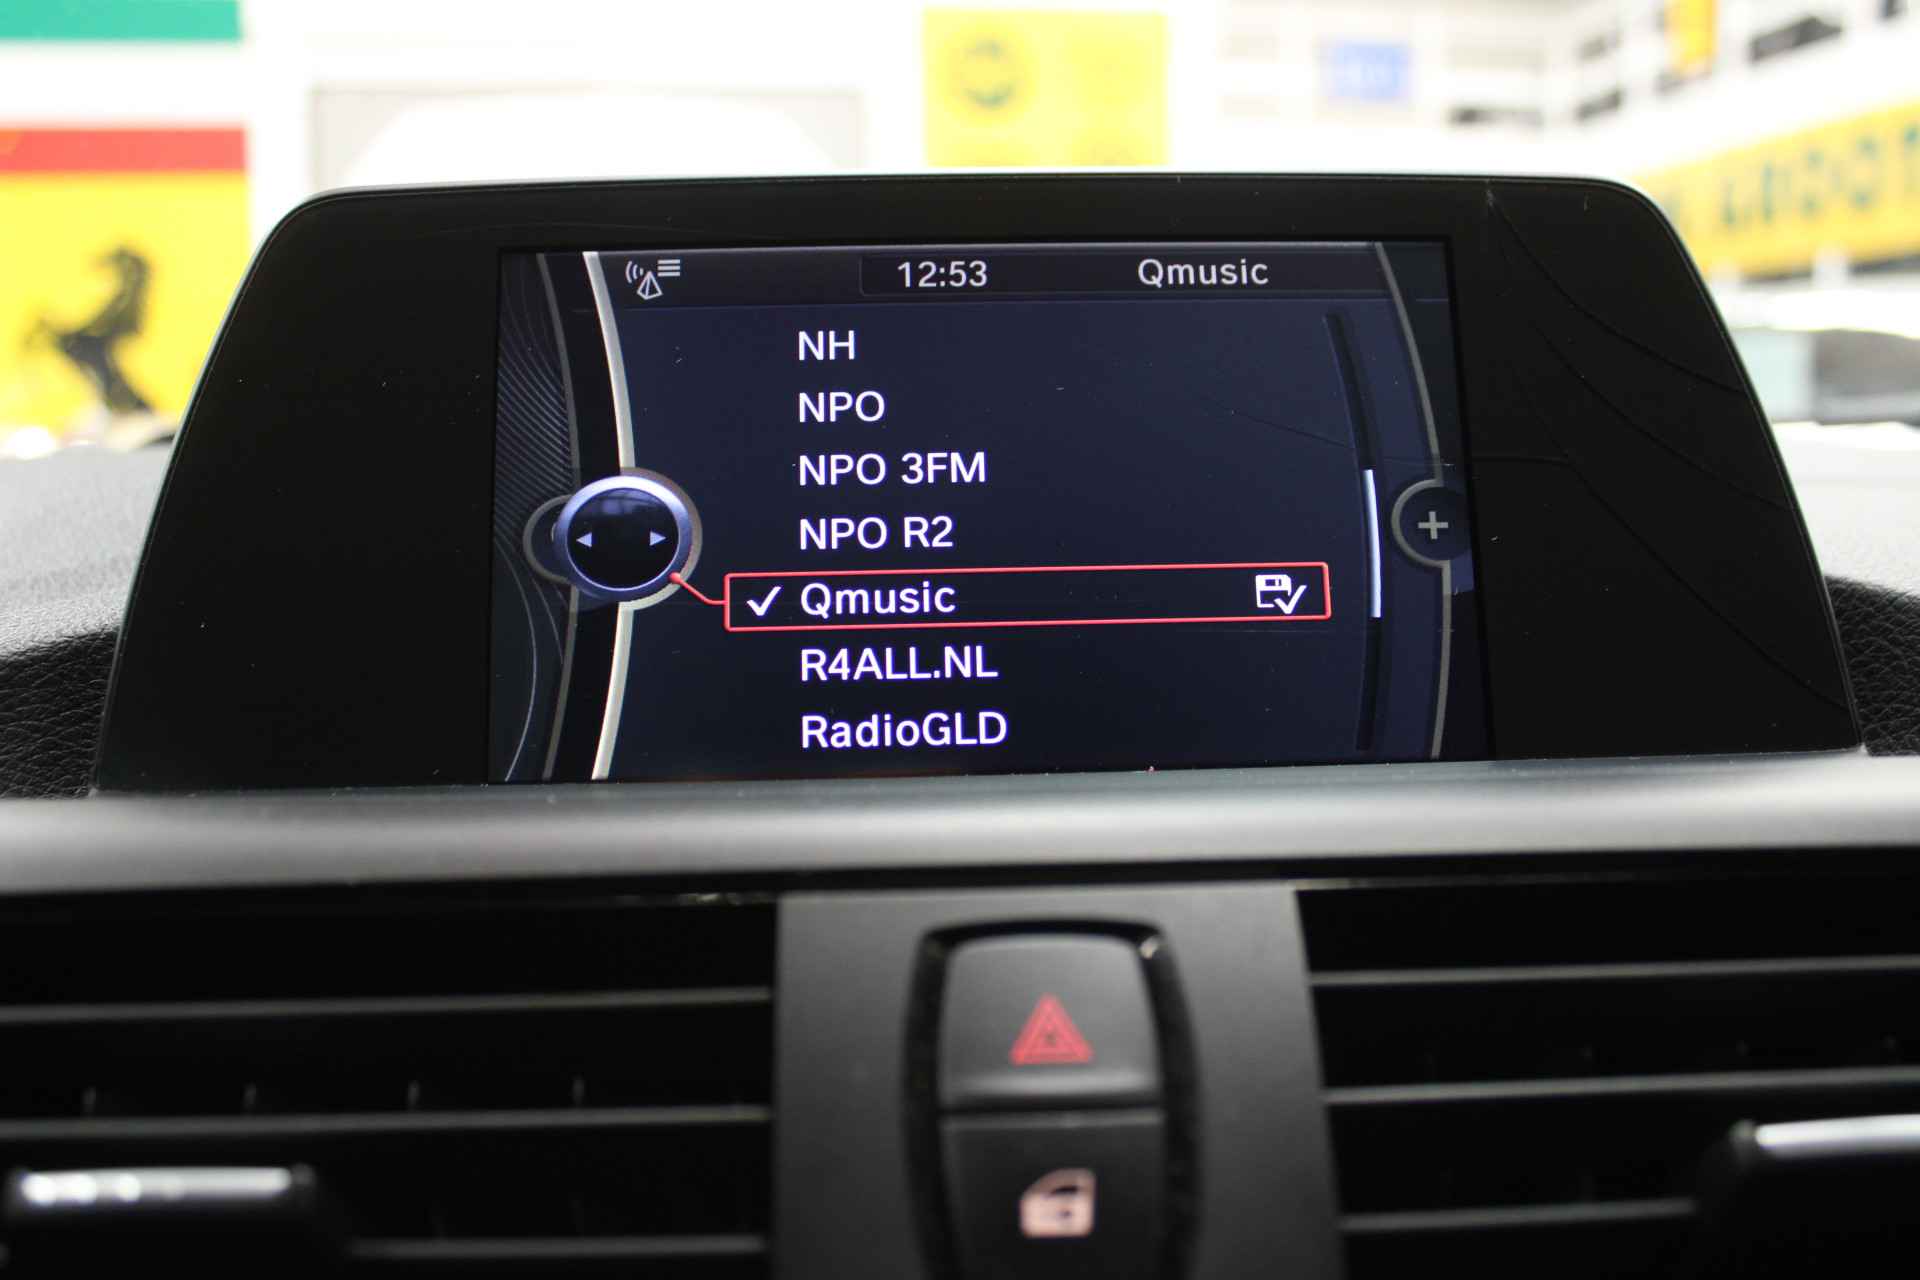 12:53 Qmusic
NH
NPO
NPO 3FM
NPO R2
Qmusic
R4ALL.NL
RadioGLD